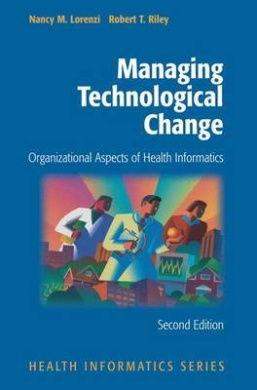 Nancy M. Lorenzi Robert T. Riley
Managing
Technological
Change
Organizational Aspects of Health Informatics
Second Edition
HEALTH INFORMATICS SERIES